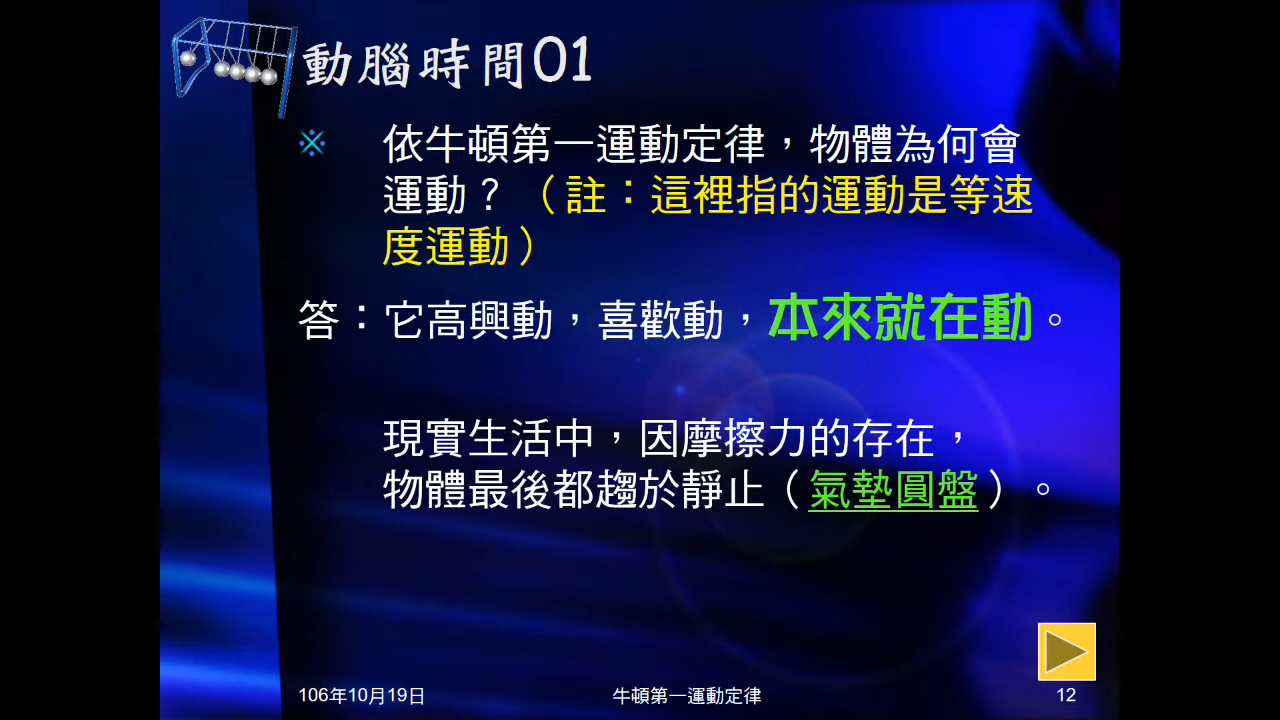 動腦時間01
※ 依牛頓第一運動定律，物體為何會
運動？（註：這裡指的運動是等速
度運動）
答：它高興動，喜歡動，本來就在動。
現實生活中，因摩擦力的存在，
物體最後都趨於靜止（氣墊圓盤）。
106年10月19日
牛頓第一運動定律
12